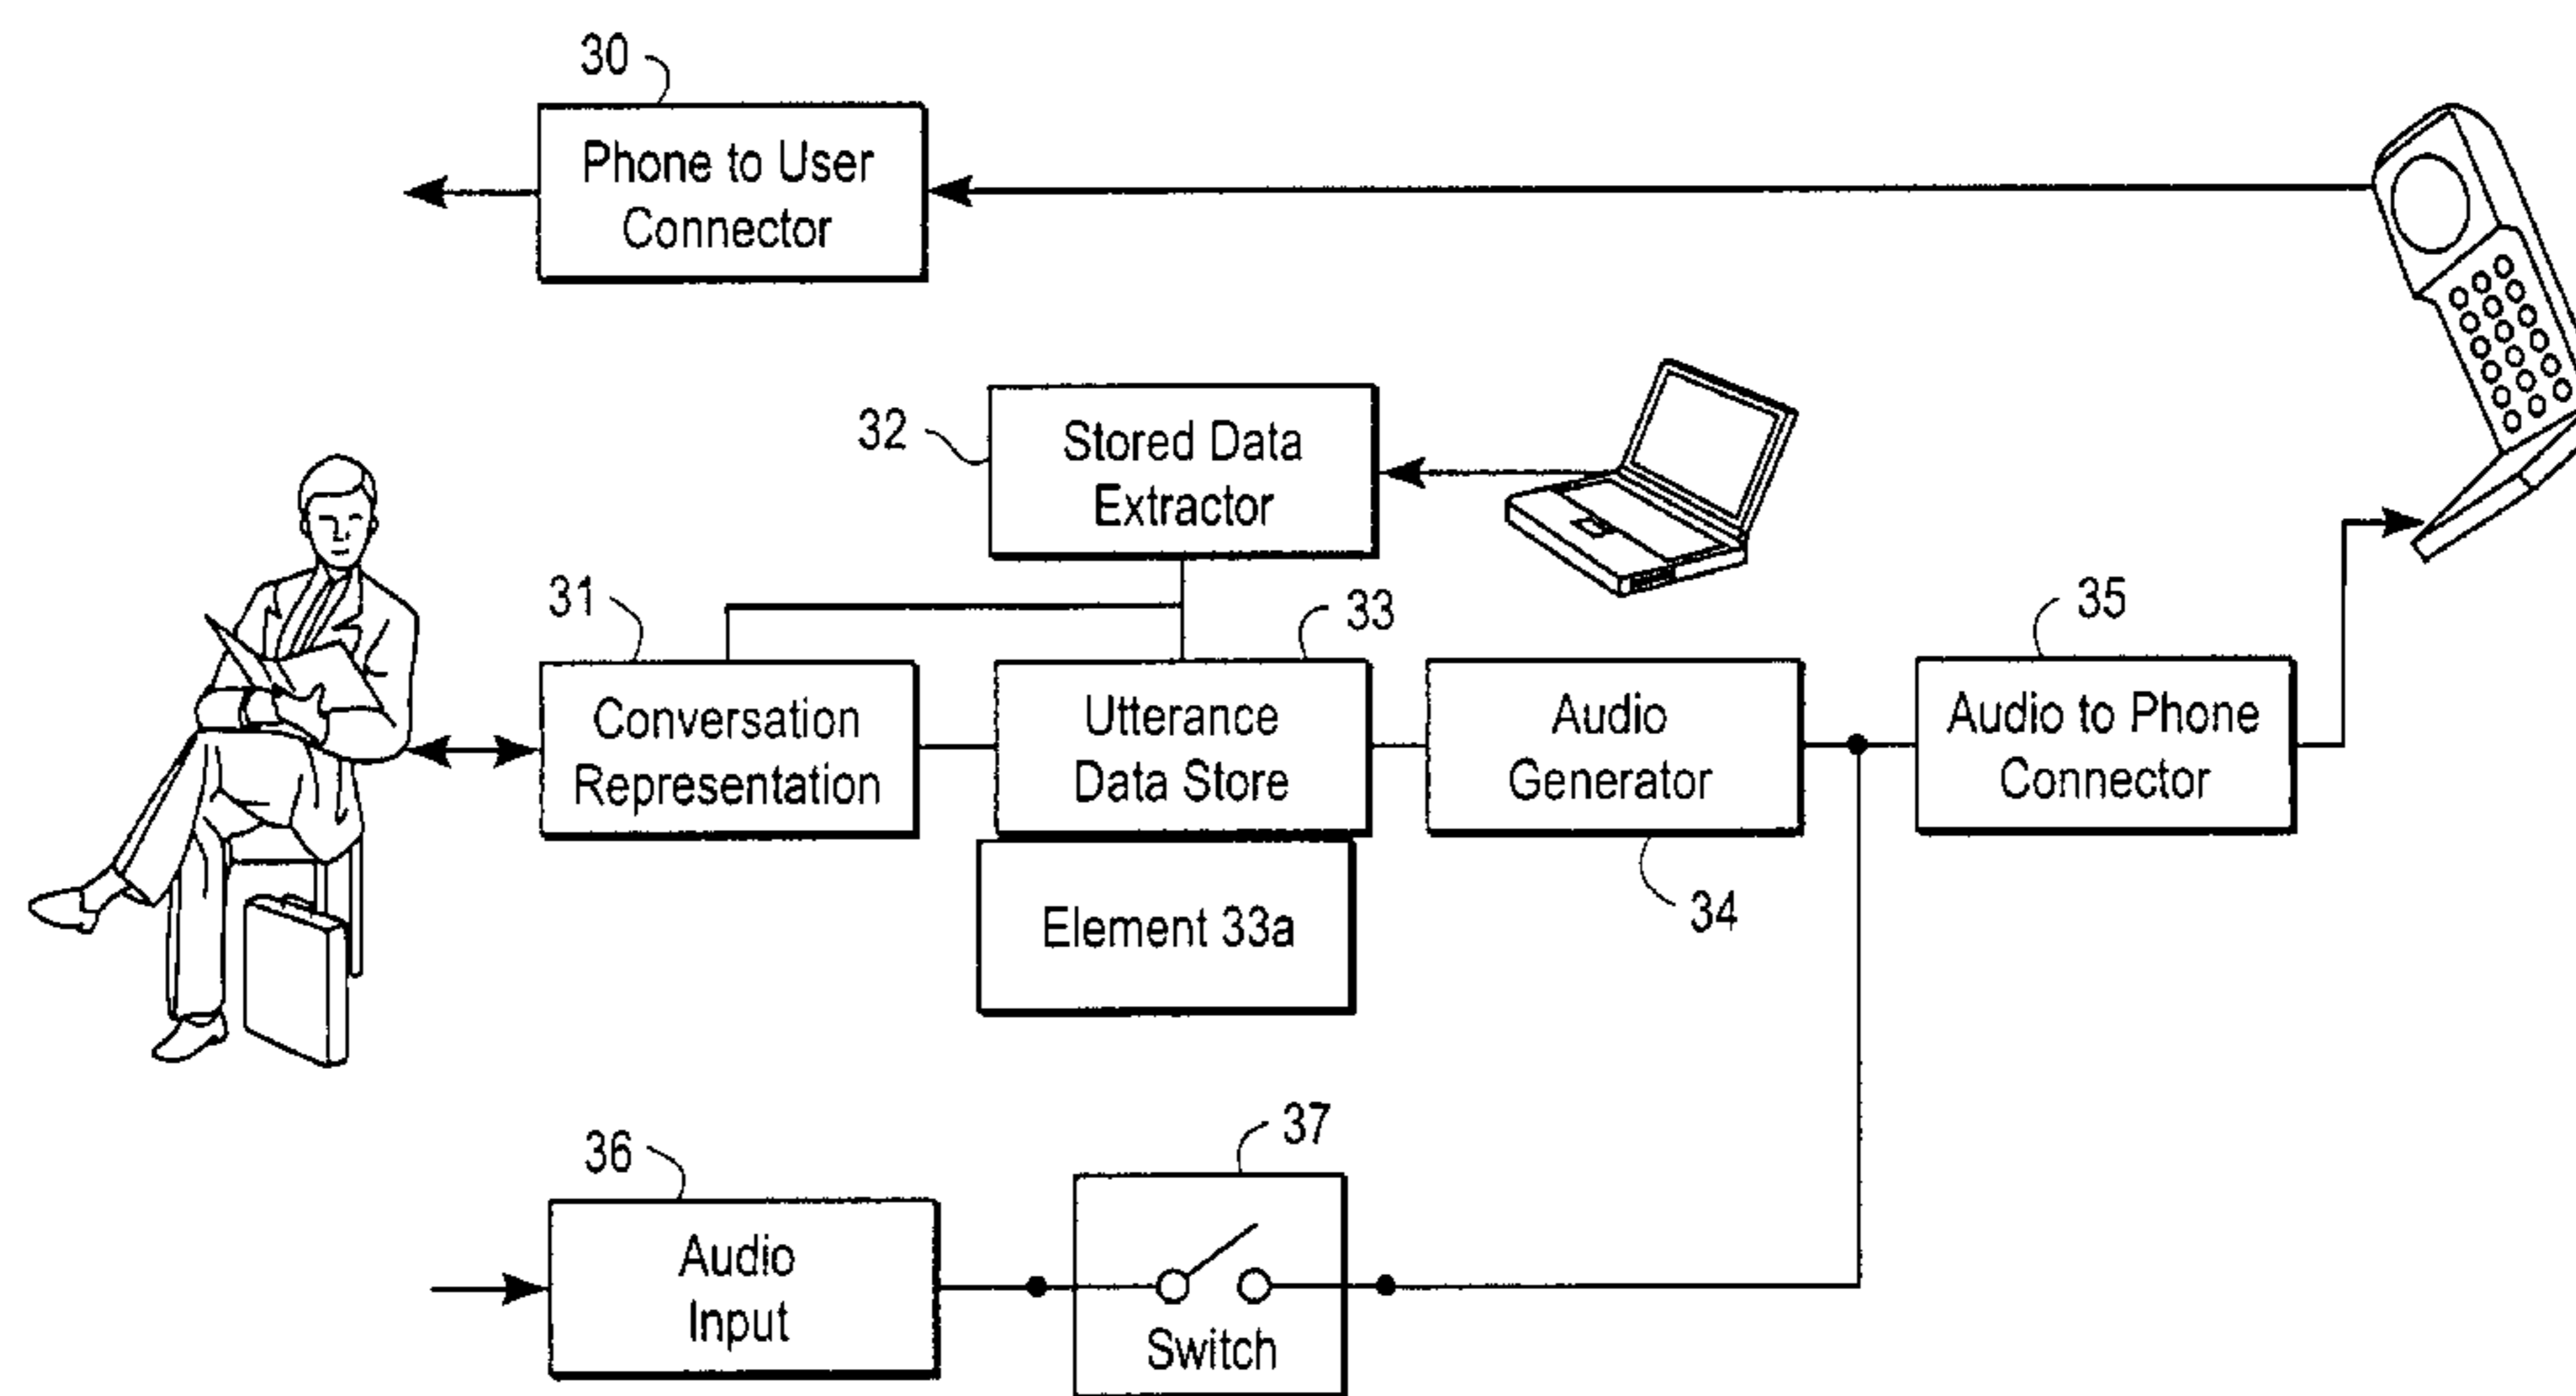 30
Phone to User
Connector
32
Stored Data
Extractor
31
Conversation
Representation
33
Utterance
Data Store
Element 33a
Audio
Generator
34
35
Audio to Phone
Connector
36
Audio
Input
37
Switch